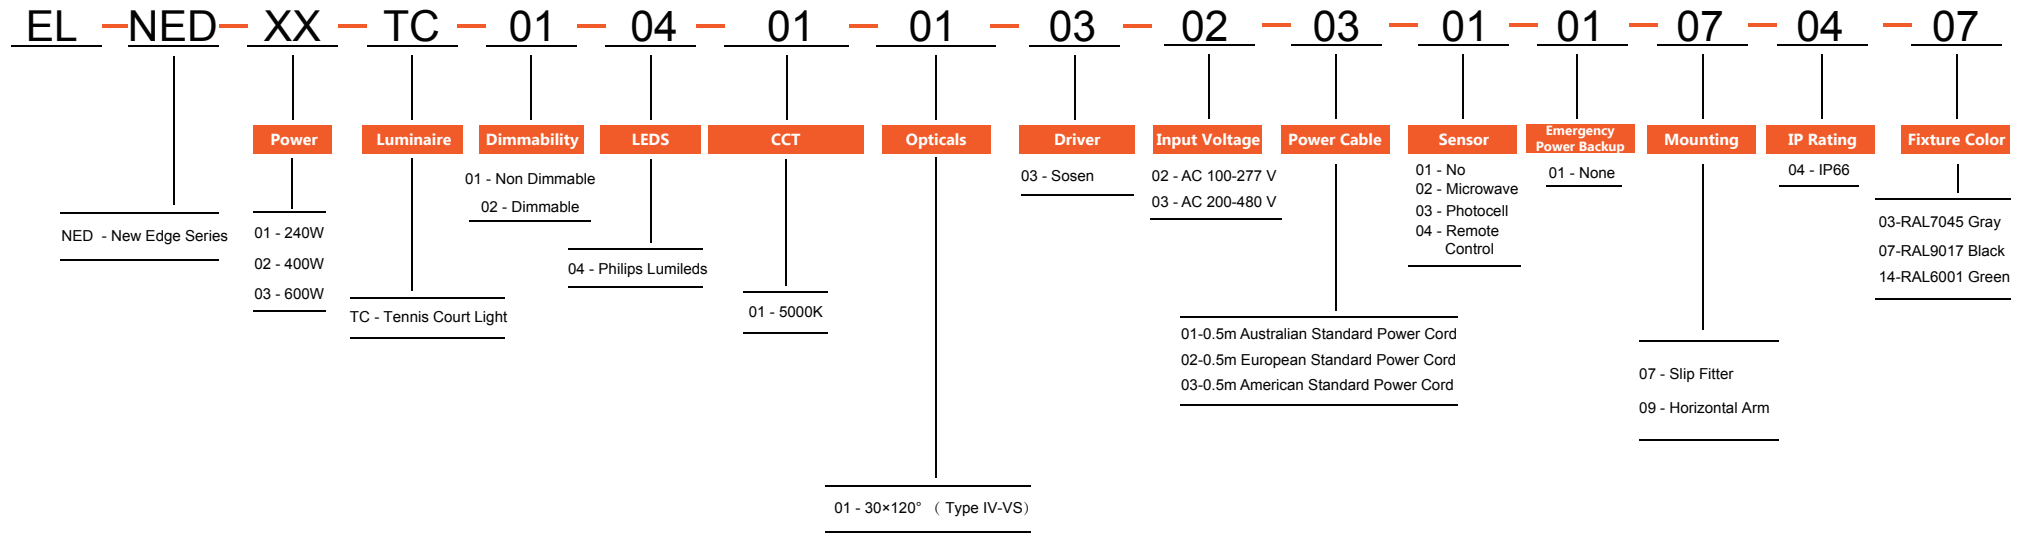 EL — NED — XX — TC — 01 — 04 — 01 — 01 — 03 — 02 — 03 — 01 — 01 — 07 — 04 — 07
NED - New Edge Series
Power
01 - 240W
02 - 400W
03 - 600W
Luminaire
TC - Tennis Court Light
Dimmability
01 - Non Dimmable
02 - Dimmable
LEDS
04 - Philips Lumileds
CCT
01 - 5000K
Opticals
01 - 30×120° （ Type IV-VS）
Driver
03 - Sosen
Input Voltage
02 - AC 100-277 V
03 - AC 200-480 V
Power Cable
01-0.5m Australian Standard Power Cord
02-0.5m European Standard Power Cord
03-0.5m American Standard Power Cord
Sensor
01 - No
02 - Microwave
03 - Photocell
04 - Remote
Control
Emergency
Power Backup
01 - None
Mounting
07 - Slip Fitter
09 - Horizontal Arm
IP Rating
04 - IP66
Fixture Color
03-RAL7045 Gray
07-RAL9017 Black
14-RAL6001 Green